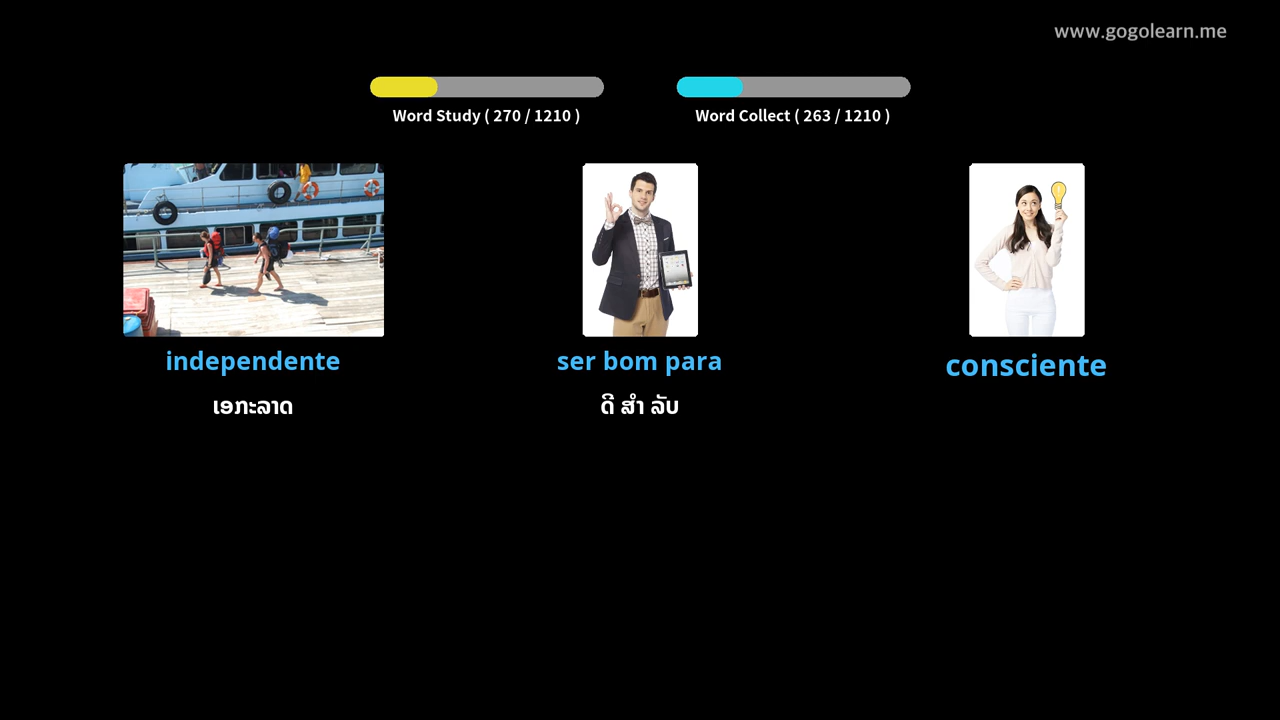 www.gogolearn.me
Word Study ( 270 / 1210 )
Word Collect ( 263 / 1210 )
independente
ser bom para
consciente
ເອກະລາດ
ດີ ສຳ ລັບ